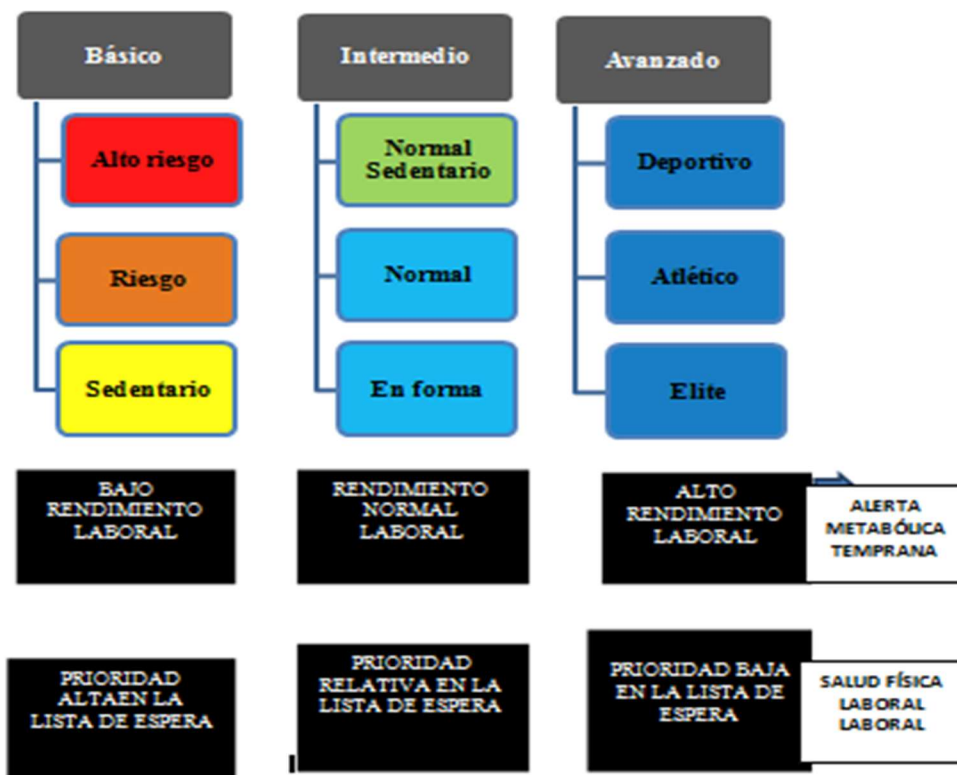 Básico
Alto riesgo
Riesgo
Sedentario
Intermedio
Normal
Sedentario
Normal
En forma
Avanzado
Deportivo
Atlético
Elite
BAJO
RENDIMIENTO
LABORAL
RENDIMIENTO
NORMAL
LABORAL
ALTO
RENDIMIENTO
LABORAL
ALERTA
METABÓLICA
TEMPRANA
PRIORIDAD
ALTAEN LA
LISTA DE ESPERA
PRIORIDAD
RELATIVA EN LA
LISTA DE ESPERA
PRIORIDAD BAJA
EN LA LISTA DE
ESPERA
SALUD FÍSICA
LABORAL
LABORAL